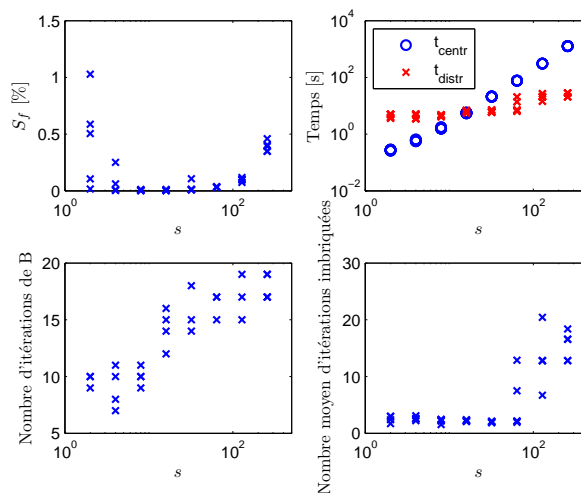 1.5
1
0.5
0
10^0
10^2
s
S_f [%]
10^4
10^2
10^0
10^−2
10^0
10^2
s
Temps [s]
t_centr
t_distr
20
15
10
5
10^0
10^2
s
Nombre d'itérations de B
30
20
10
0
10^0
10^2
s
Nombre moyen d'itérations imbriquées